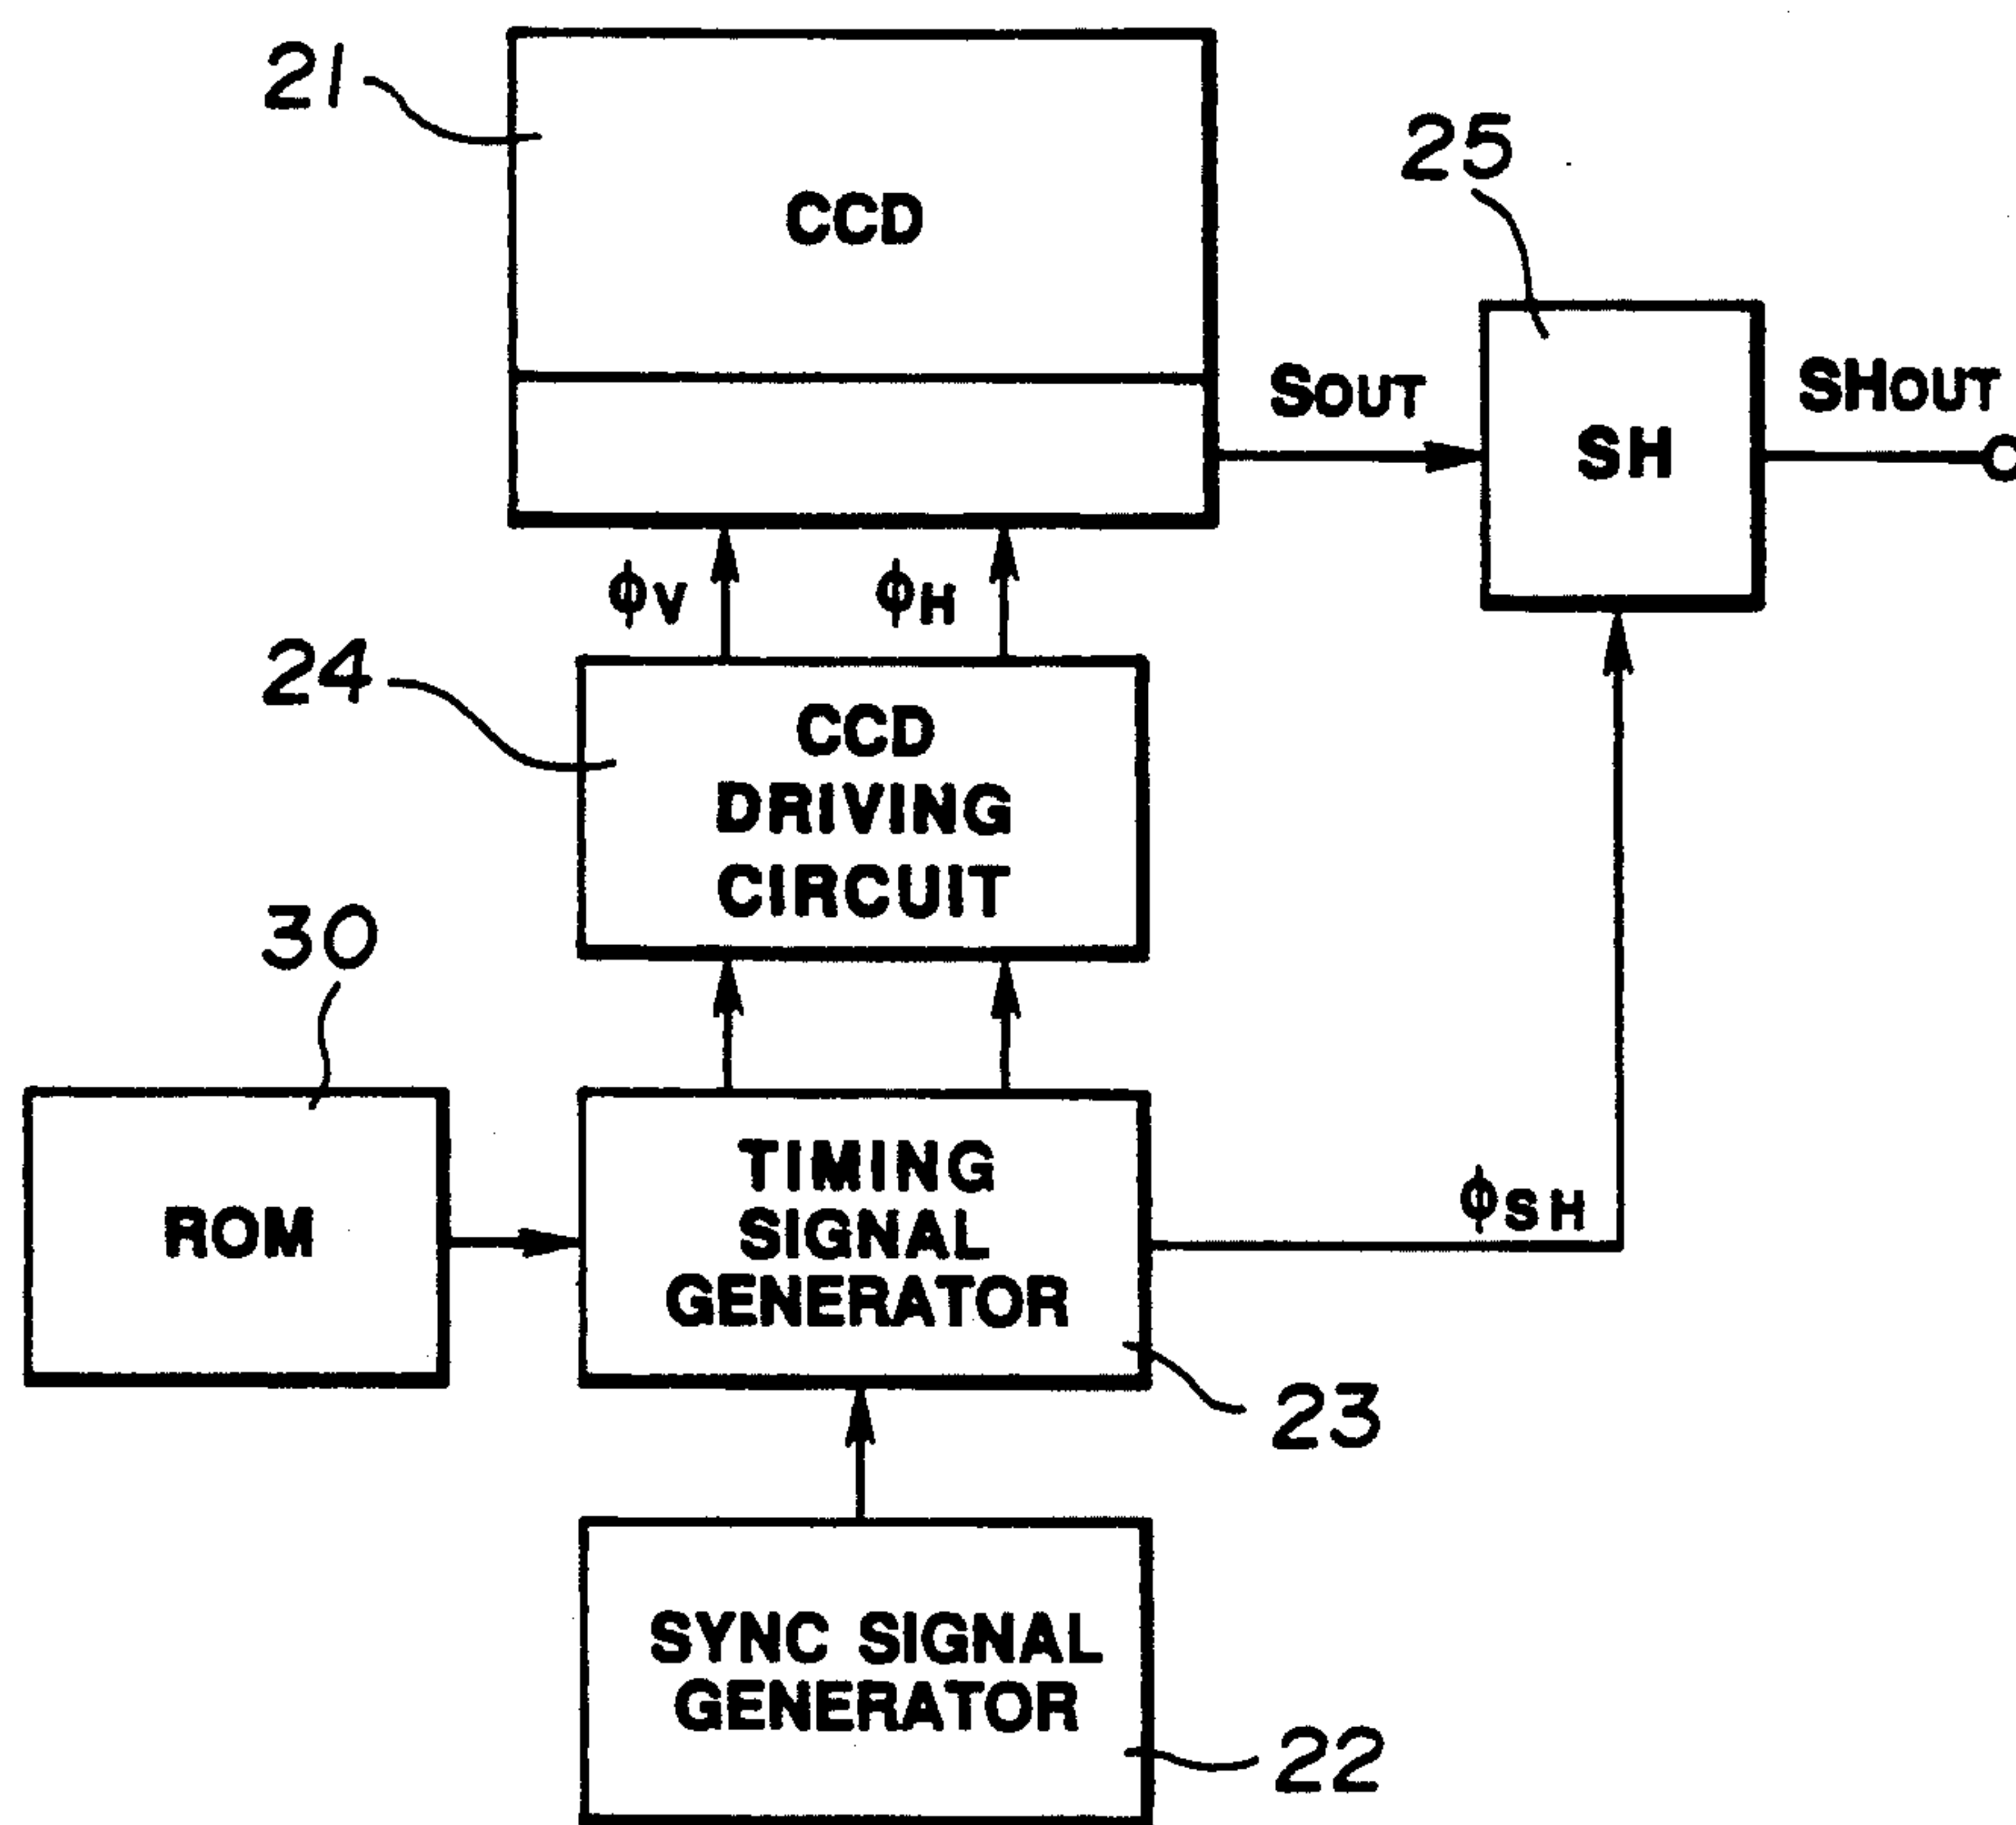 21
CCD
25
SOUT
SHOUT
SH
ϕV
ϕH
24
CCD
DRIVING
CIRCUIT
30
ROM
TIMING
SIGNAL
GENERATOR
ϕSH
23
SYNC SIGNAL
GENERATOR
22